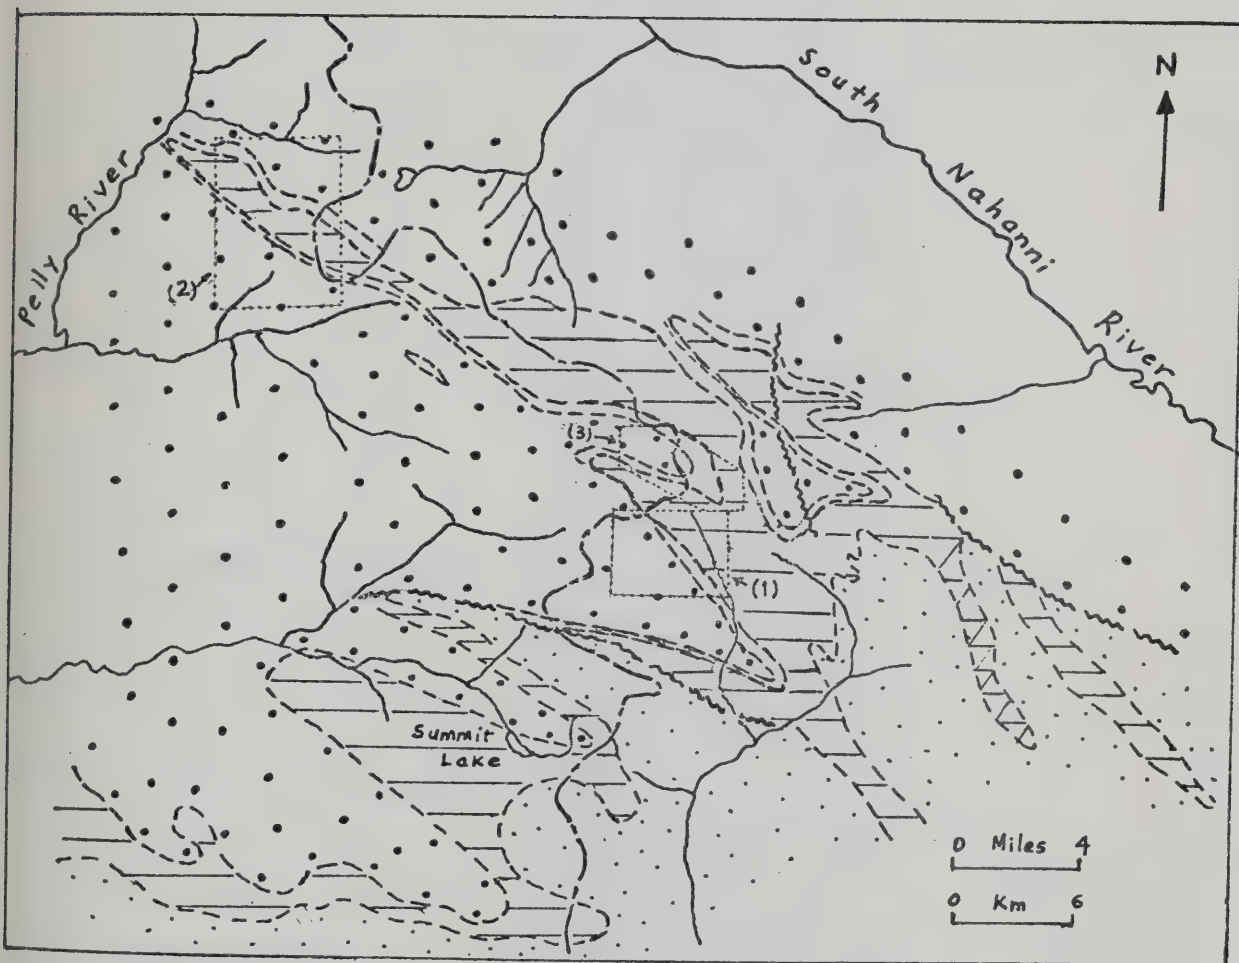 N
South
Nahanni
River
Pelly River
(2)
(3)
(1)
Summit
Lake
0 Miles 4
0 Km 6